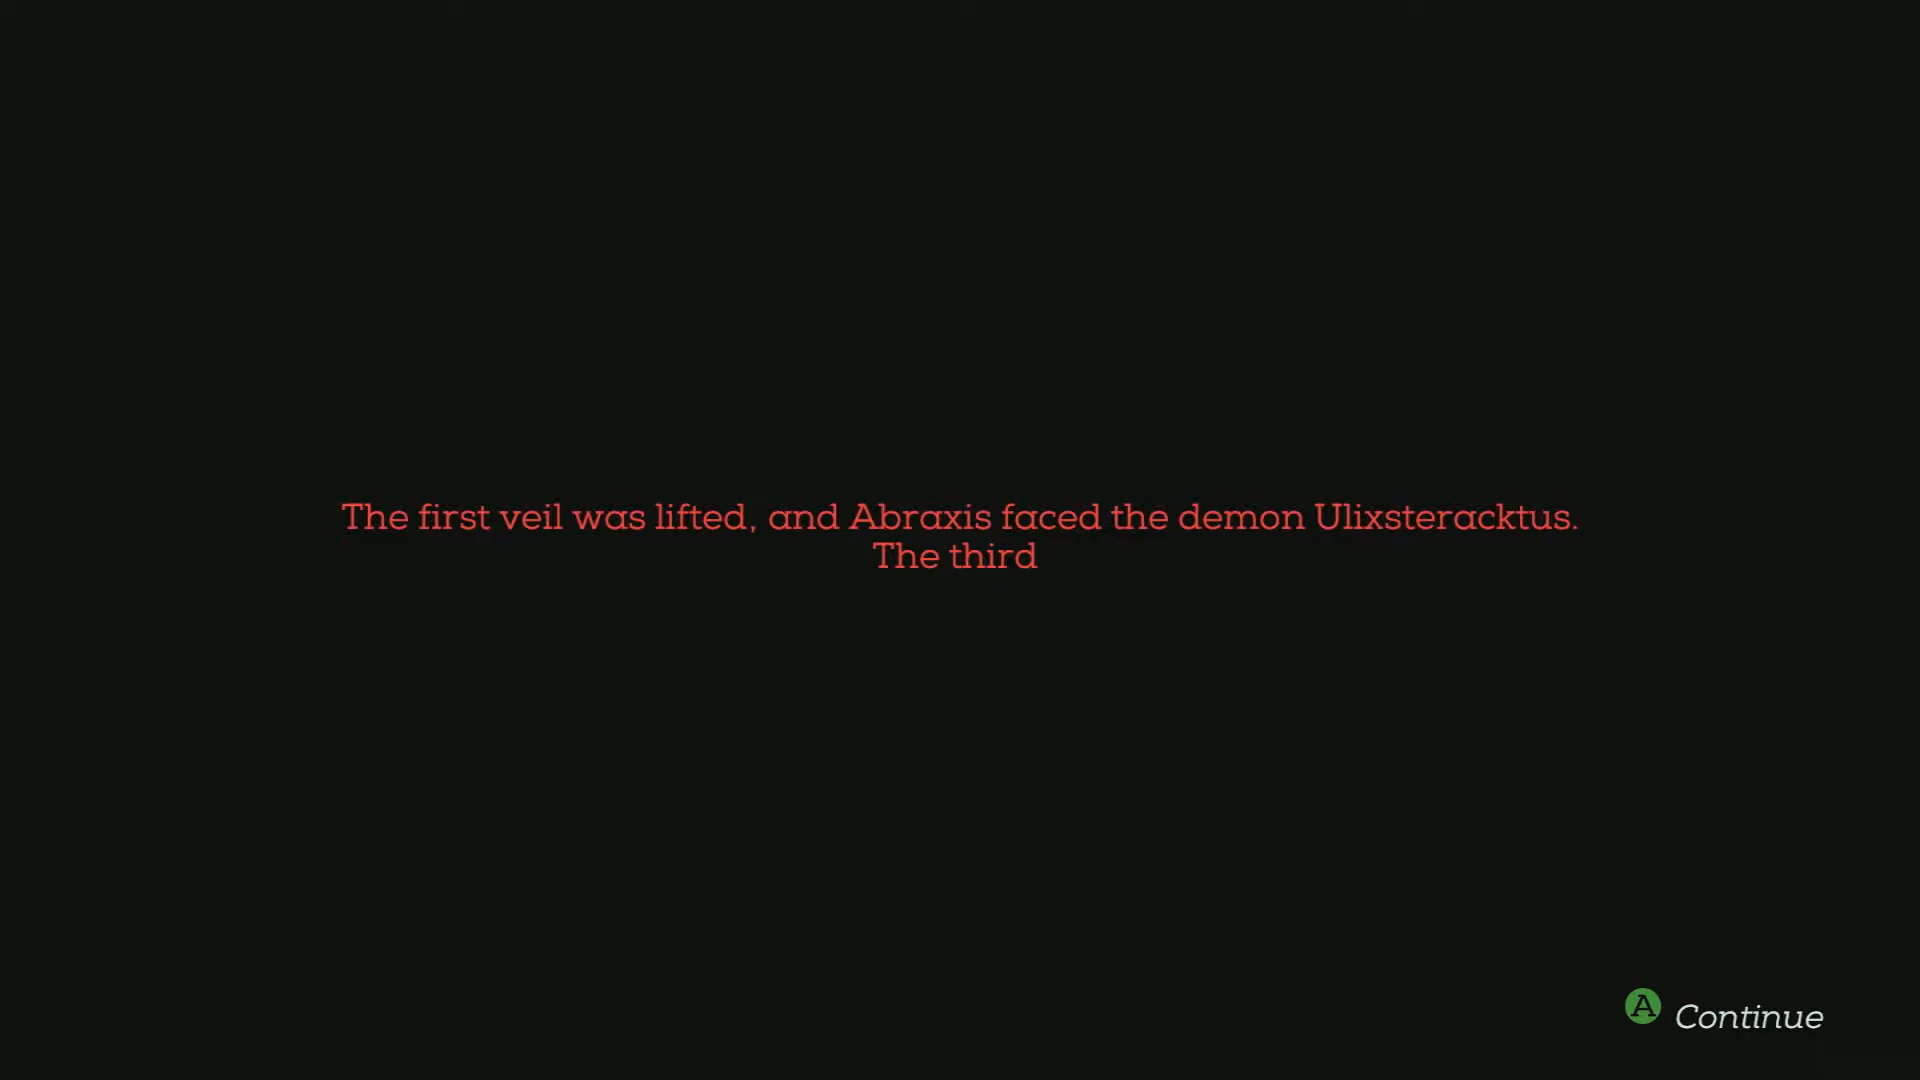 The first veil was lifted, and Abraxis faced the demon Ulixsteracktus.
The third
A Continue